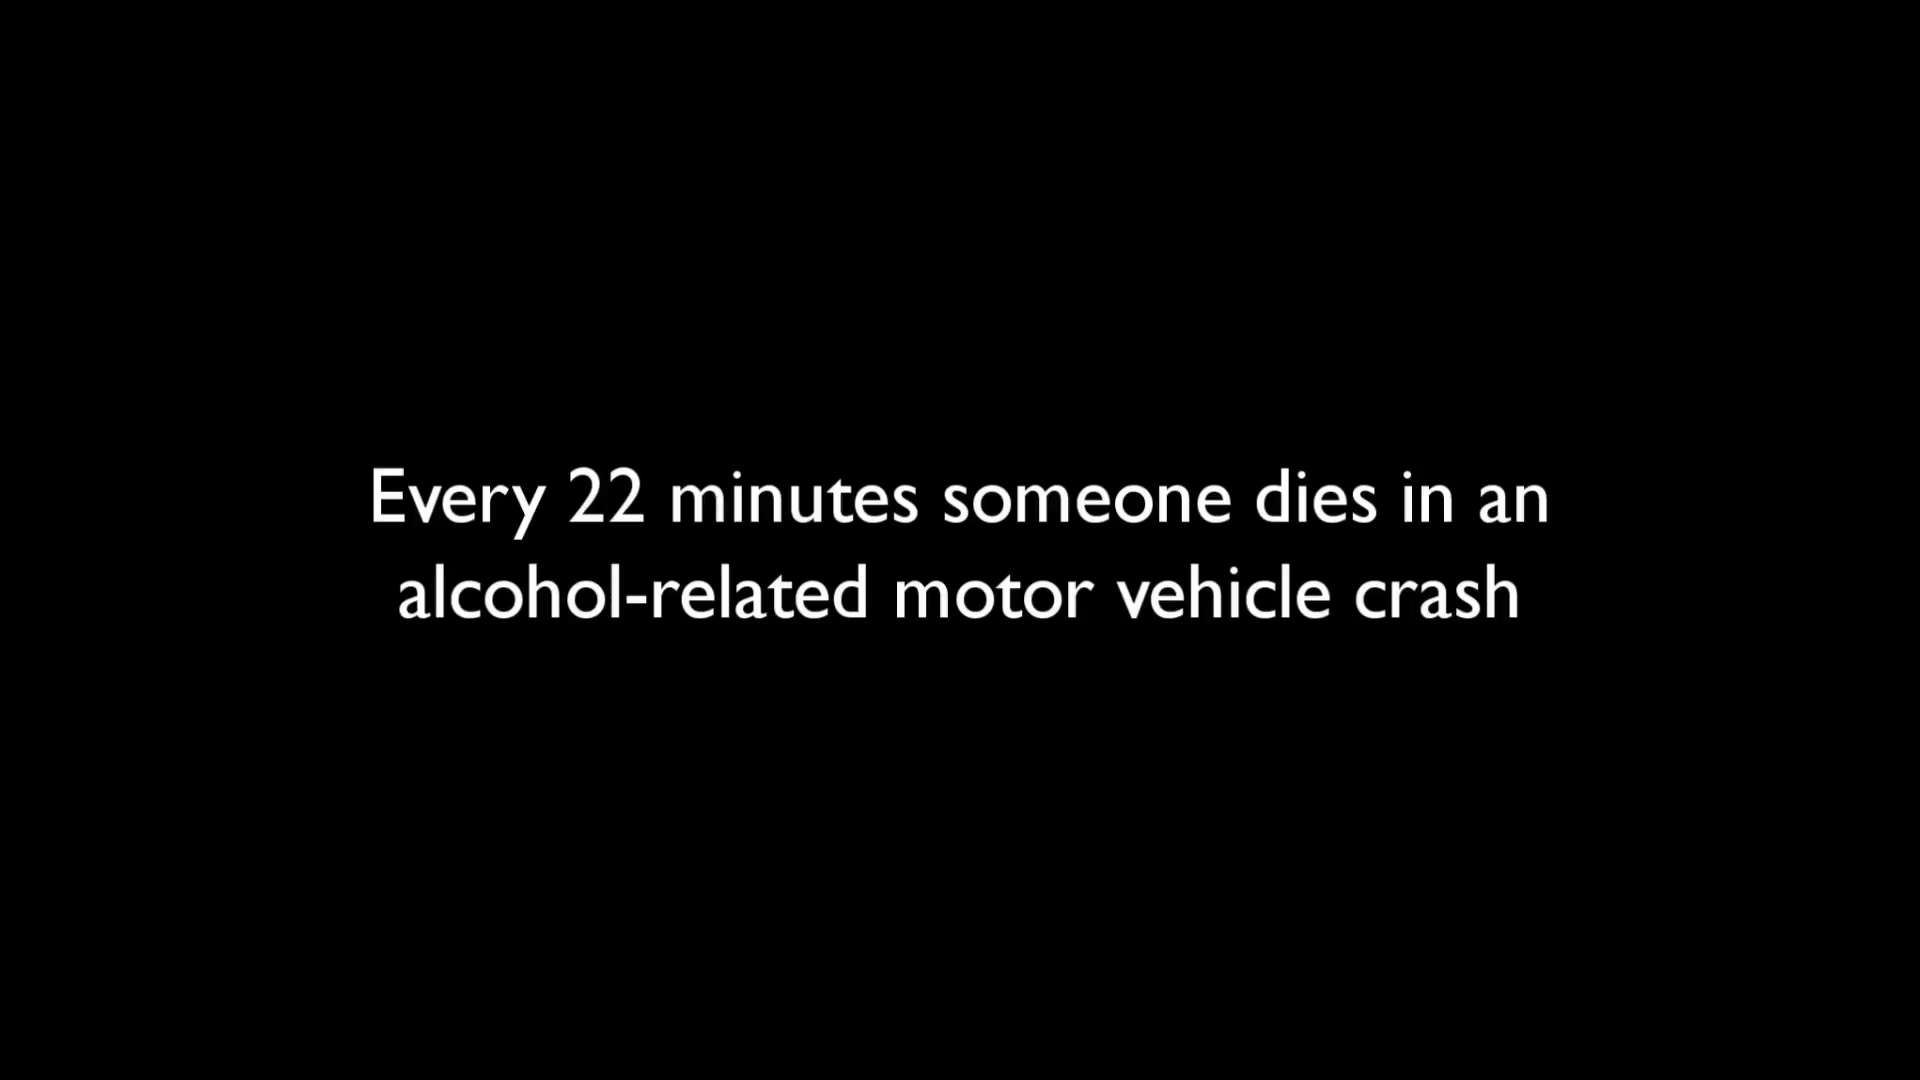 Every 22 minutes someone dies in an
alcohol-related motor vehicle crash